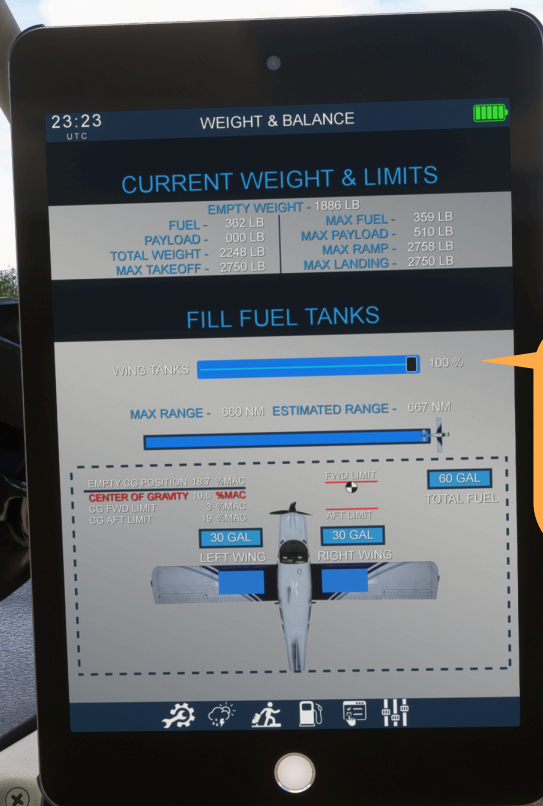 23:23
UTC
WEIGHT & BALANCE
CURRENT WEIGHT & LIMITS
EMPTY WEIGHT - 1886 LB
FUEL - 362 LB
PAYLOAD - 000 LB
TOTAL WEIGHT - 2248 LB
MAX TAKEOFF - 2750 LB
MAX FUEL - 359 LB
MAX PAYLOAD - 510 LB
MAX RAMP - 2758 LB
MAX LANDING - 2750 LB
FILL FUEL TANKS
WING TANKS 100 %
MAX RANGE - 660 NM ESTIMATED RANGE - 667 NM
EMPTY CG POSITION 18.7 %MAC
CENTER OF GRAVITY 10.6 %MAC
CG FWD LIMIT 3 %MAC
CG AFT LIMIT 19 %MAC
FWD LIMIT
AFT LIMIT
60 GAL
TOTAL FUEL
30 GAL
LEFT WING
30 GAL
RIGHT WING